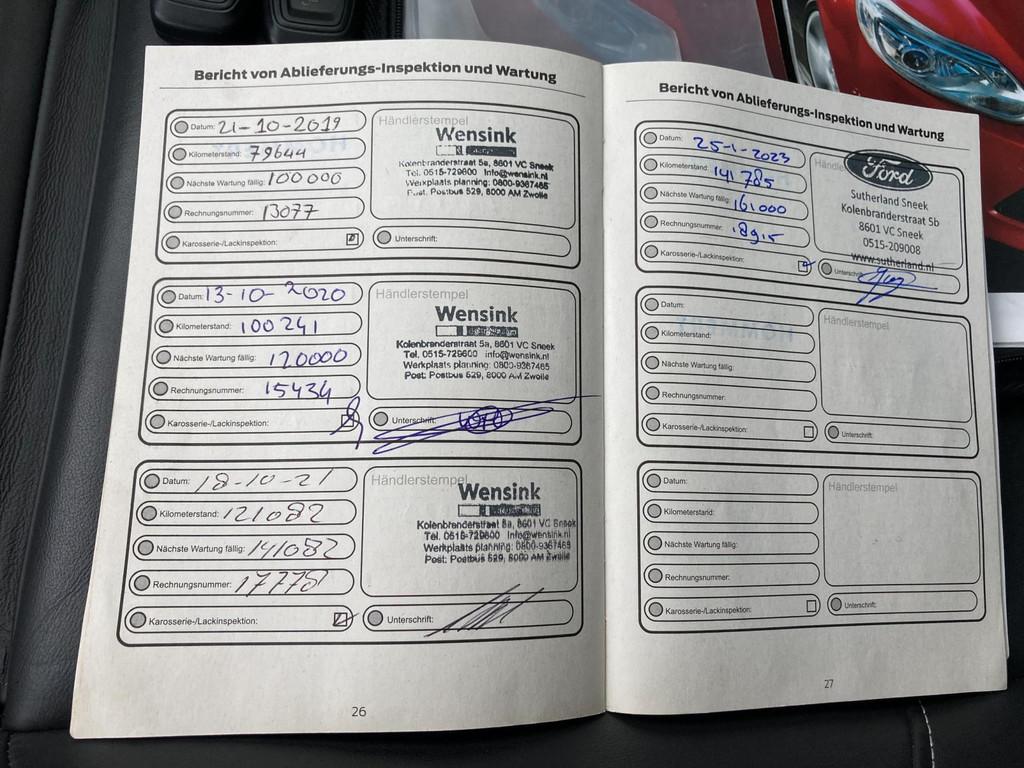 Bericht von Ablieferungs-Inspektion und Wartung
Datum: 21-10-2019
Kilometerstand: 79644
Nächste Wartung fällig: 100 000
Rechnungsnummer: 13077
Karosserie-/Lackinspektion:
Händlerstempel
Wensink
Kolenbranderstraat 5a, 8601 VC Sneek
Tel. 0515-729600 Info@wensink.nl
Werkplaats planning: 0800-9367465
Post: Postbus 529, 8000 AM Zwolle
Unterschrift:
Datum: 13-10-2020
Kilometerstand: 100241
Nächste Wartung fällig: 120000
Rechnungsnummer: 15434
Karosserie-/Lackinspektion:
Händlerstempel
Wensink
Kolenbranderstraat 5a, 8601 VC Sneek
Tel. 0515-729600 info@wensink.nl
Werkplaats planning: 0800-9367465
Post: Postbus 529, 8000 AM Zwolle
Unterschrift:
Datum: 18-10-21
Kilometerstand: 121082
Nächste Wartung fällig: 141082
Rechnungsnummer: 17778
Karosserie-/Lackinspektion:
Händlerstempel
Wensink
Kolenbranderstraat 5a, 8601 VC Sneek
Tel. 0515-729600 Info@wensink.nl
Werkplaats planning: 0800-9367465
Post: Postbus 529, 8000 AM Zwolle
Unterschrift:
26
Bericht von Ablieferungs-Inspektion und Wartung
Datum: 25-1-2023
Kilometerstand: 141 785
Nächste Wartung fällig: 161 000
Rechnungsnummer:
Karosserie-/Lackinspektion:
Ford
Sutherland Sneek
Kolenbranderstraat 5b
8601 VC Sneek
0515-209008
www.sutherland.nl
Datum:
Kilometerstand:
Nächste Wartung fällig:
Rechnungsnummer:
Karosserie-/Lackinspektion:
Händlerstempel
Unterschrift:
Datum:
Kilometerstand:
Nächste Wartung fällig:
Rechnungsnummer:
Karosserie-/Lackinspektion:
Händlerstempel
Unterschrift:
27